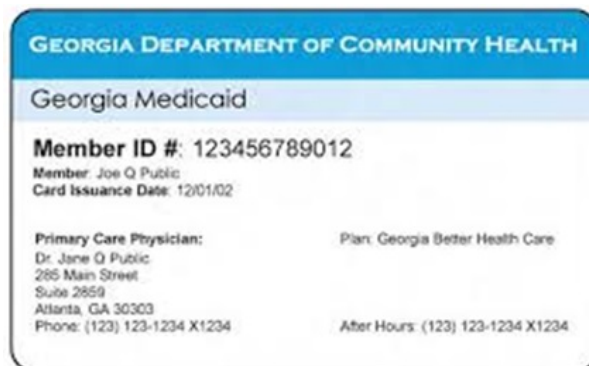 GEORGIA DEPARTMENT OF COMMUNITY HEALTH
Georgia Medicaid
Member ID #: 123456789012
Member: Joe Q Public
Card Issuance Date: 12/01/02
Primary Care Physician:
Dr. Jane Q Public
285 Main Street
Suite 2859
Atlanta, GA 30303
Phone: (123) 123-1234 X1234
Plan: Georgia Better Health Care
After Hours: (123) 123-1234 X1234